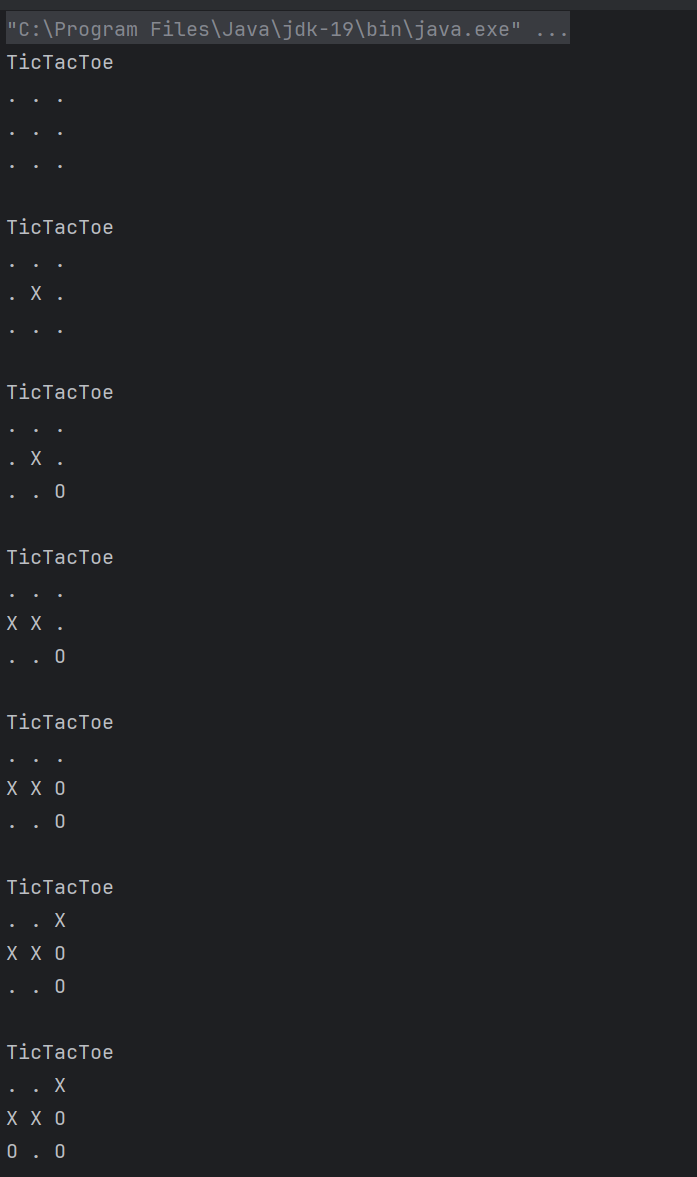 "C:\Program Files\Java\jdk-19\bin\java.exe" ...
TicTacToe
. . .
. . .
. . .
TicTacToe
. . .
. X .
. . .
TicTacToe
. . .
. X .
. . O
TicTacToe
. . .
X X .
. . O
TicTacToe
. . .
X X O
. . O
TicTacToe
. . X
X X O
. . O
TicTacToe
. . X
X X O
O . O